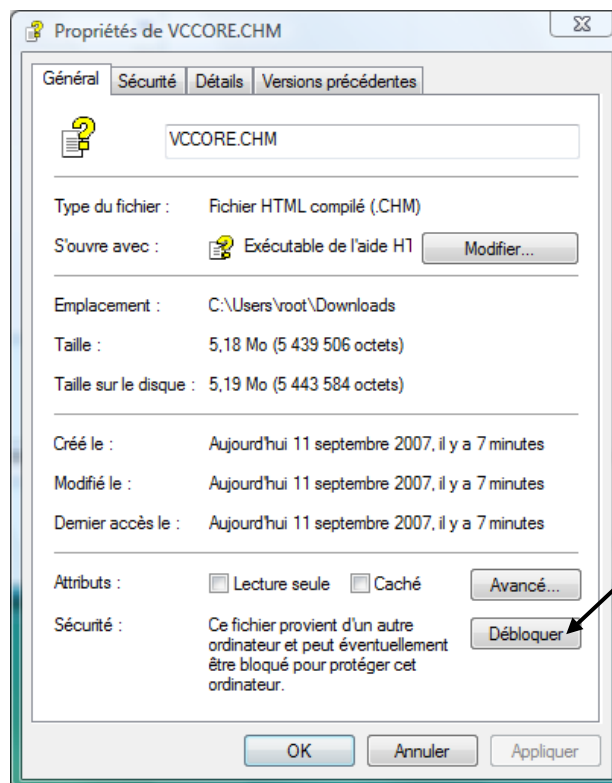 Propriétés de VCCORE.CHM
Général Sécurité Détails Versions précédentes
VCCORE.CHM
Type du fichier : Fichier HTML compilé (.CHM)
S'ouvre avec : Exécutable de l'aide HT Modifier...
Emplacement : C:\Users\root\Downloads
Taille : 5,18 Mo (5 439 506 octets)
Taille sur le disque : 5,19 Mo (5 443 584 octets)
Créé le : Aujourd'hui 11 septembre 2007, il y a 7 minutes
Modifié le : Aujourd'hui 11 septembre 2007, il y a 7 minutes
Dernier accès le : Aujourd'hui 11 septembre 2007, il y a 7 minutes
Attributs : Lecture seule Caché Avancé...
Sécurité : Ce fichier provient d'un autre
ordinateur et peut éventuellement
être bloqué pour protéger cet
ordinateur.
Débloquer
OK Annuler Appliquer